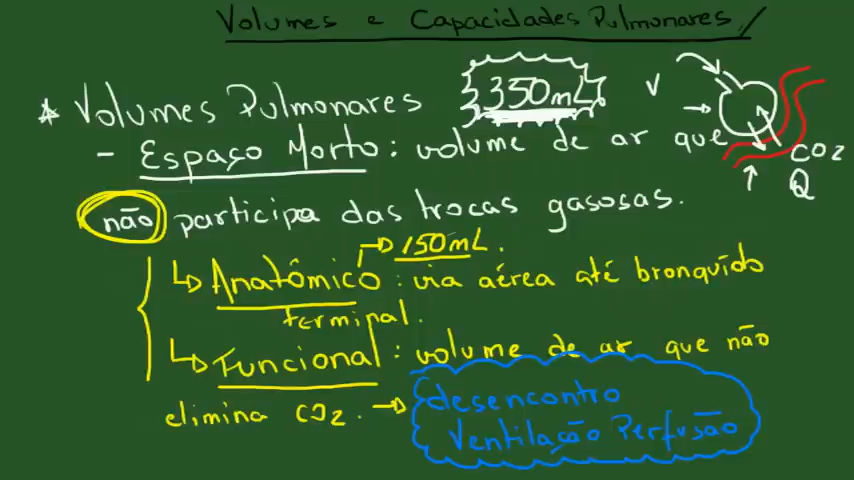 Volumes e Capacidades Pulmonares
* Volumes Pulmonares 350mL V
- Espaço Morto: volume de ar que
CO2
Q
não participa das trocas gasosas.
→ 150mL.
↳ Anatômico: via aérea até bronquído
terminal.
↳ Funcional: volume de ar que não
elimina CO2. → desencontro
Ventilação Perfusão